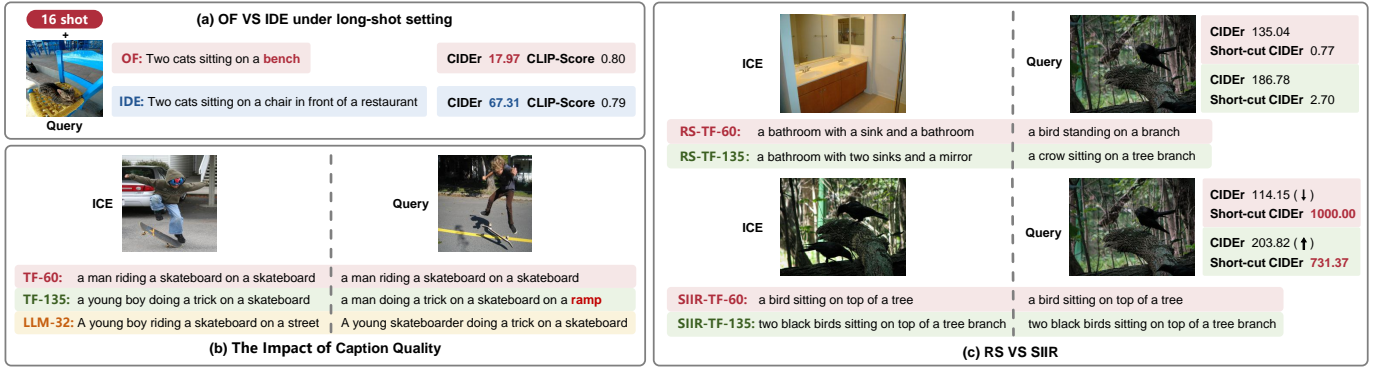 16 shot
+
Query
(a) OF VS IDE under long-shot setting
OF: Two cats sitting on a bench
CIDEr 17.97 CLIP-Score 0.80
IDE: Two cats sitting on a chair in front of a restaurant
CIDEr 67.31 CLIP-Score 0.79
ICE
Query
TF-60: a man riding a skateboard on a skateboard
a man riding a skateboard on a skateboard
TF-135: a young boy doing a trick on a skateboard
a man doing a trick on a skateboard on a ramp
LLM-32: A young boy riding a skateboard on a street
A young skateboarder doing a trick on a skateboard
(b) The Impact of Caption Quality
ICE
Query
CIDEr 135.04
Short-cut CIDEr 0.77
CIDEr 186.78
Short-cut CIDEr 2.70
RS-TF-60: a bathroom with a sink and a bathroom
a bird standing on a branch
RS-TF-135: a bathroom with two sinks and a mirror
a crow sitting on a tree branch
ICE
Query
CIDEr 114.15 (↓)
Short-cut CIDEr 1000.00
CIDEr 203.82 (↑)
Short-cut CIDEr 731.37
SIIR-TF-60: a bird sitting on top of a tree
a bird sitting on top of a tree
SIIR-TF-135: two black birds sitting on top of a tree branch
two black birds sitting on top of a tree branch
(c) RS VS SIIR